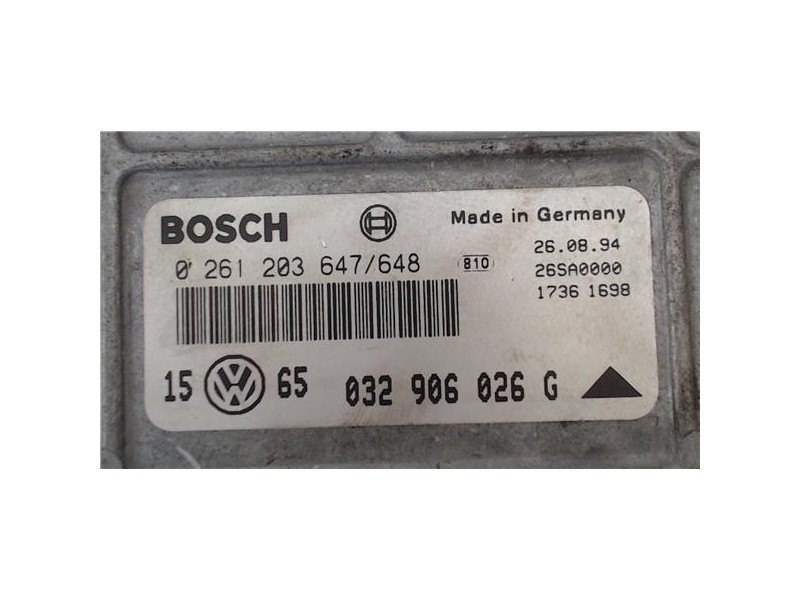 BOSCH
Made in Germany
0 261 203 647/648
810
26.08.94
26SA0000
1736 1698
15 VW 65 032 906 026 G